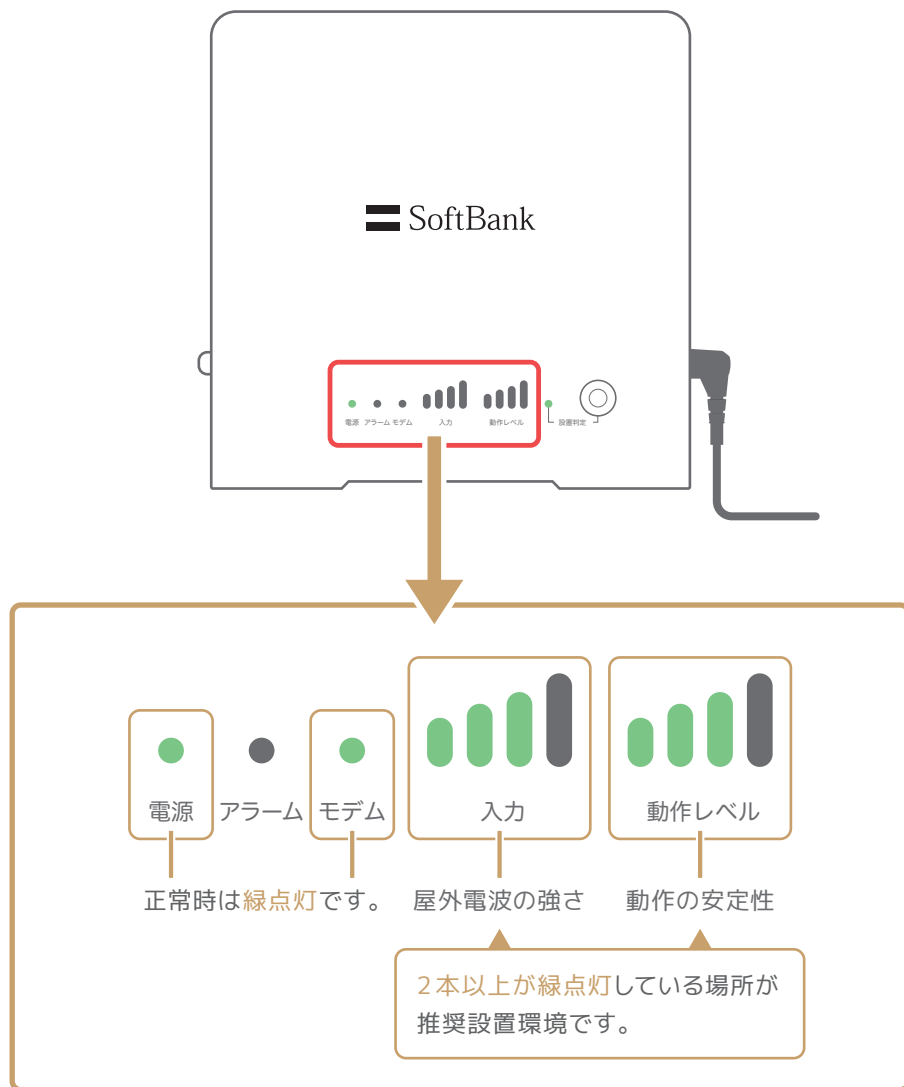 SoftBank
電源 アラーム モデム 入力 動作レベル 設置判定
電源 アラーム モデム 入力 動作レベル
正常時は緑点灯です。 屋外電波の強さ 動作の安定性
2本以上が緑点灯している場所が
推奨設置環境です。